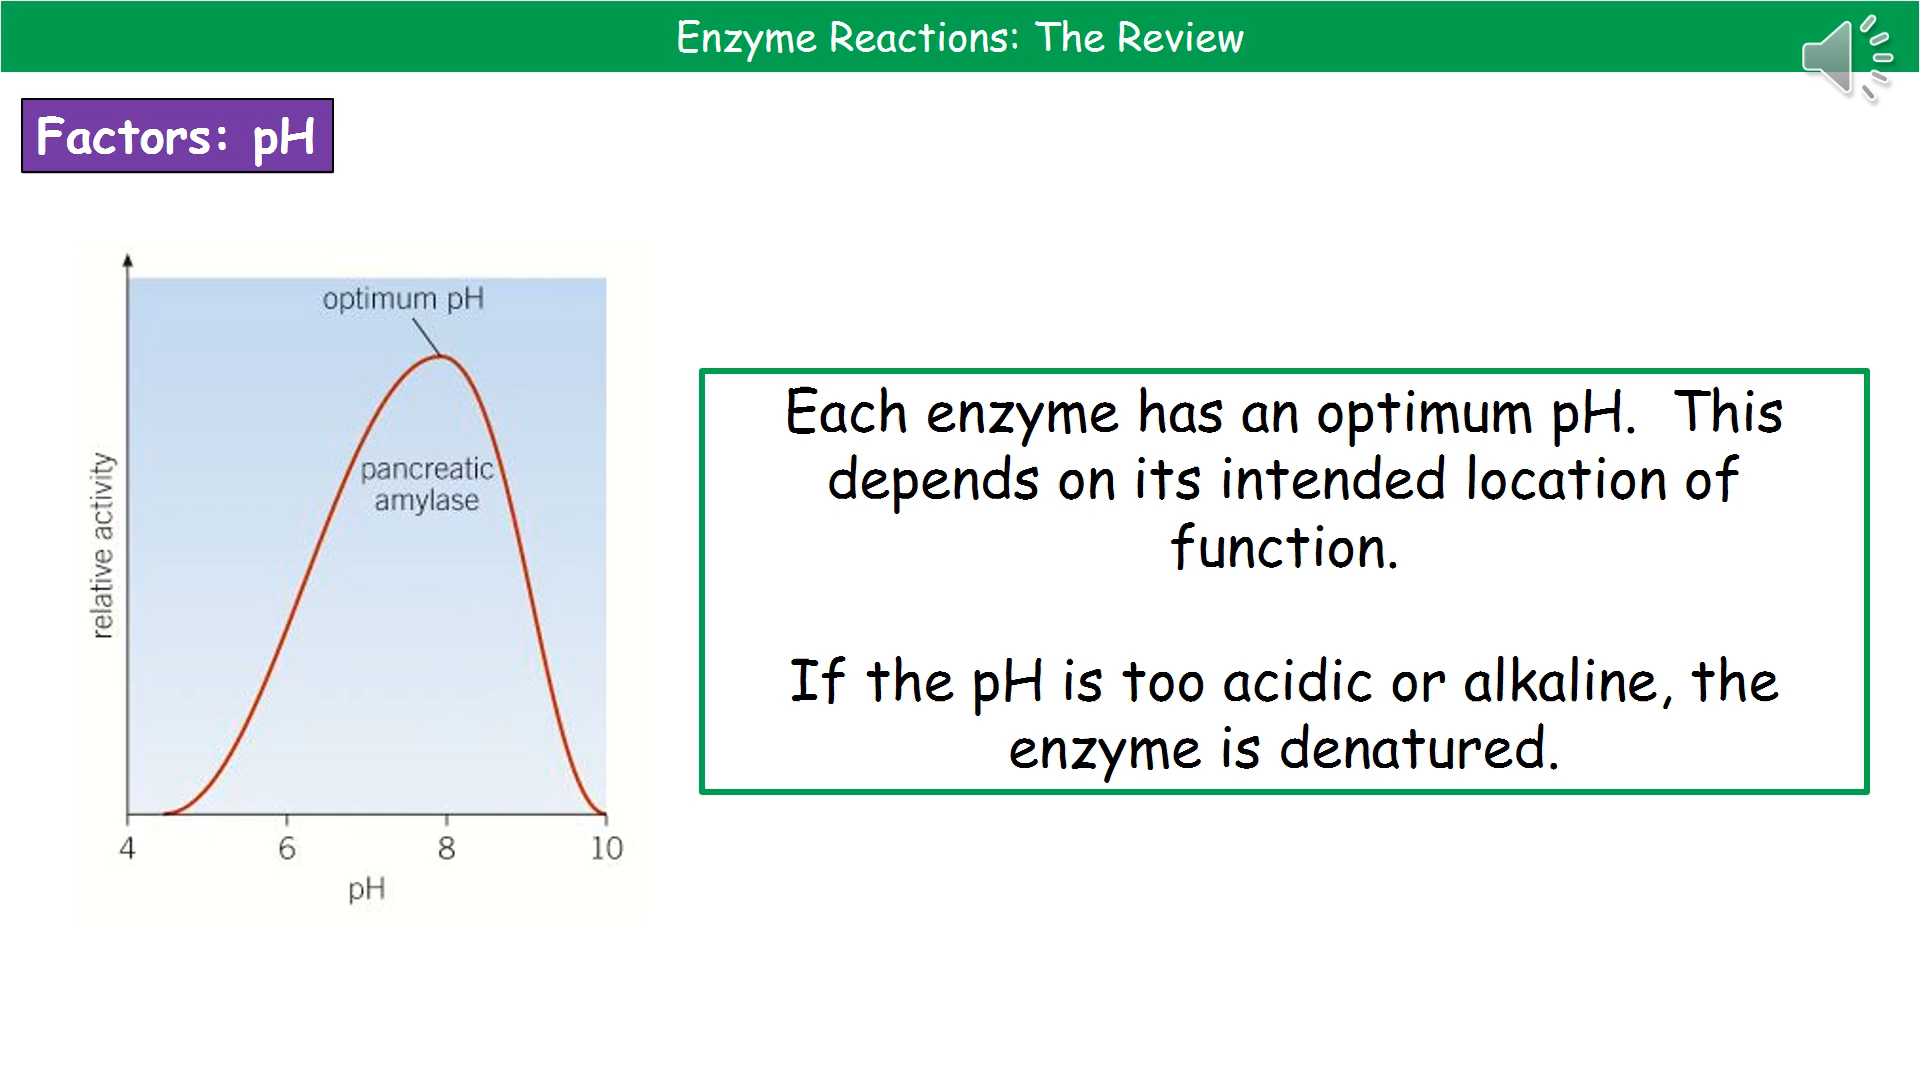 Enzyme Reactions: The Review
Factors: pH
optimum pH
pancreatic
amylase
relative activity
4 6 8 10
pH
Each enzyme has an optimum pH. This
depends on its intended location of
function.
If the pH is too acidic or alkaline, the
enzyme is denatured.